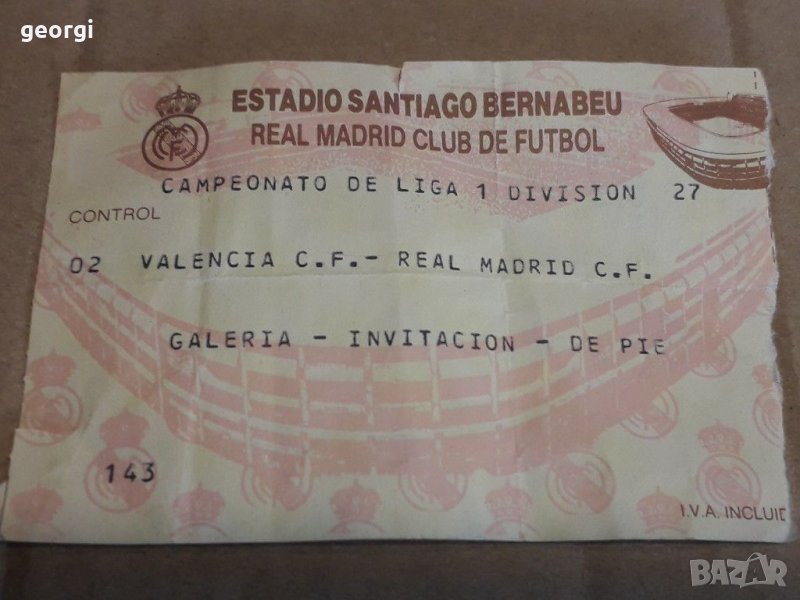 georgi
ESTADIO SANTIAGO BERNABEU
REAL MADRID CLUB DE FUTBOL
CAMPEONATO DE LIGA 1 DIVISION 27
CONTROL
02 VALENCIA C.F.- REAL MADRID C.F.
GALERIA - INVITACION - DE PIE
143
I.V.A. INCLUID
BAZAR